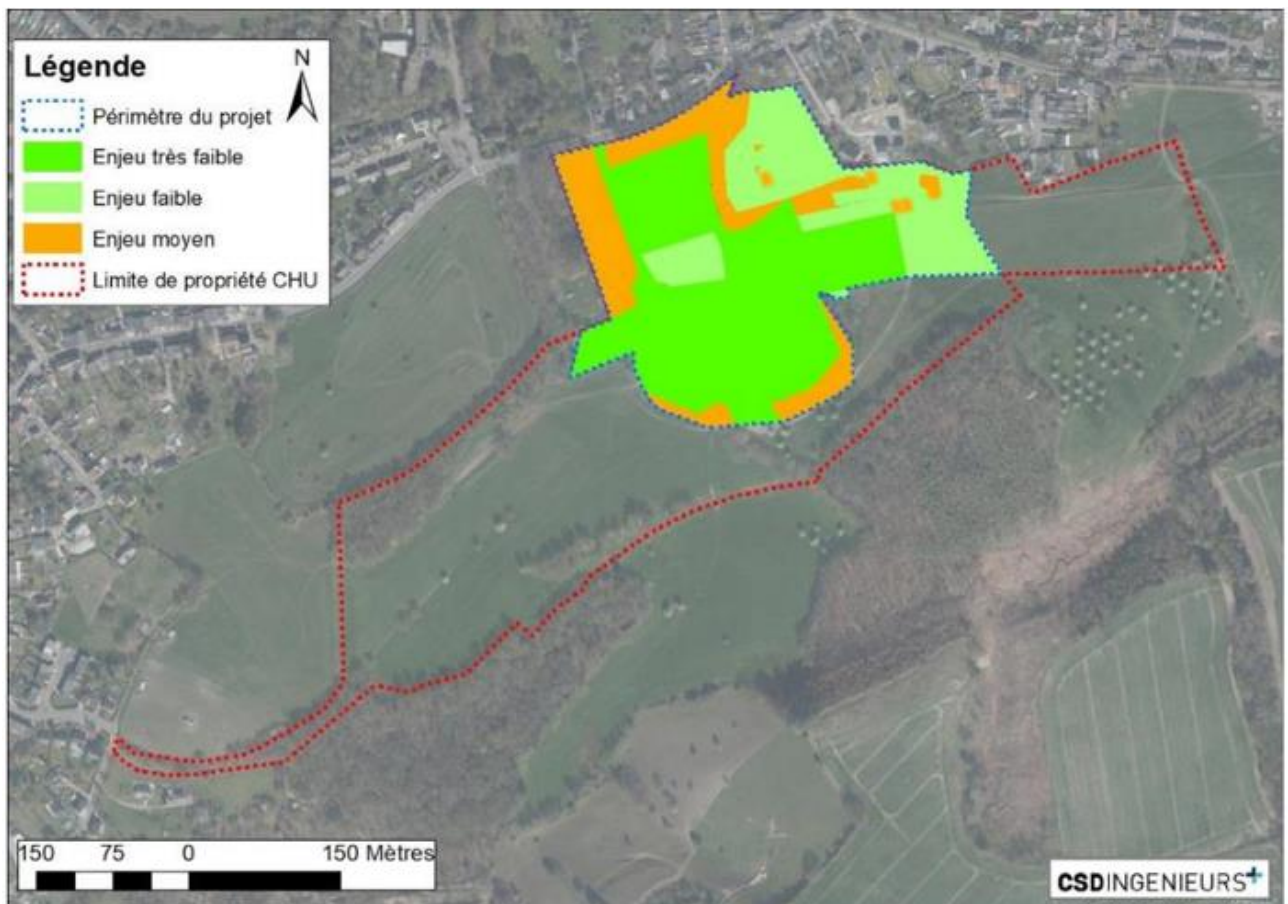 Légende
N
Périmètre du projet
Enjeu très faible
Enjeu faible
Enjeu moyen
Limite de propriété CHU
150 75 0 150 Mètres
CSDINGENIEURS+